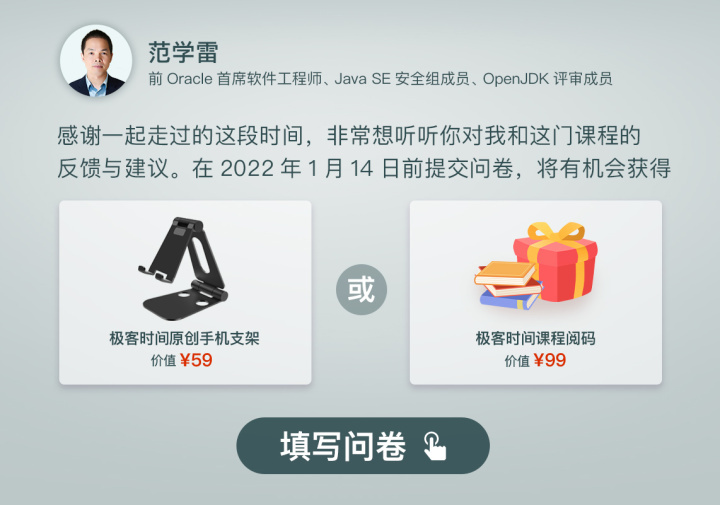 范学雷
前 Oracle 首席软件工程师、Java SE 安全组成员、OpenJDK 评审成员
感谢一起走过的这段时间，非常想听听你对我和这门课程的
反馈与建议。在 2022 年 1 月 14 日前提交问卷，将有机会获得
极客时间原创手机支架
价值 ¥59
或
极客时间课程阅码
价值 ¥99
填写问卷